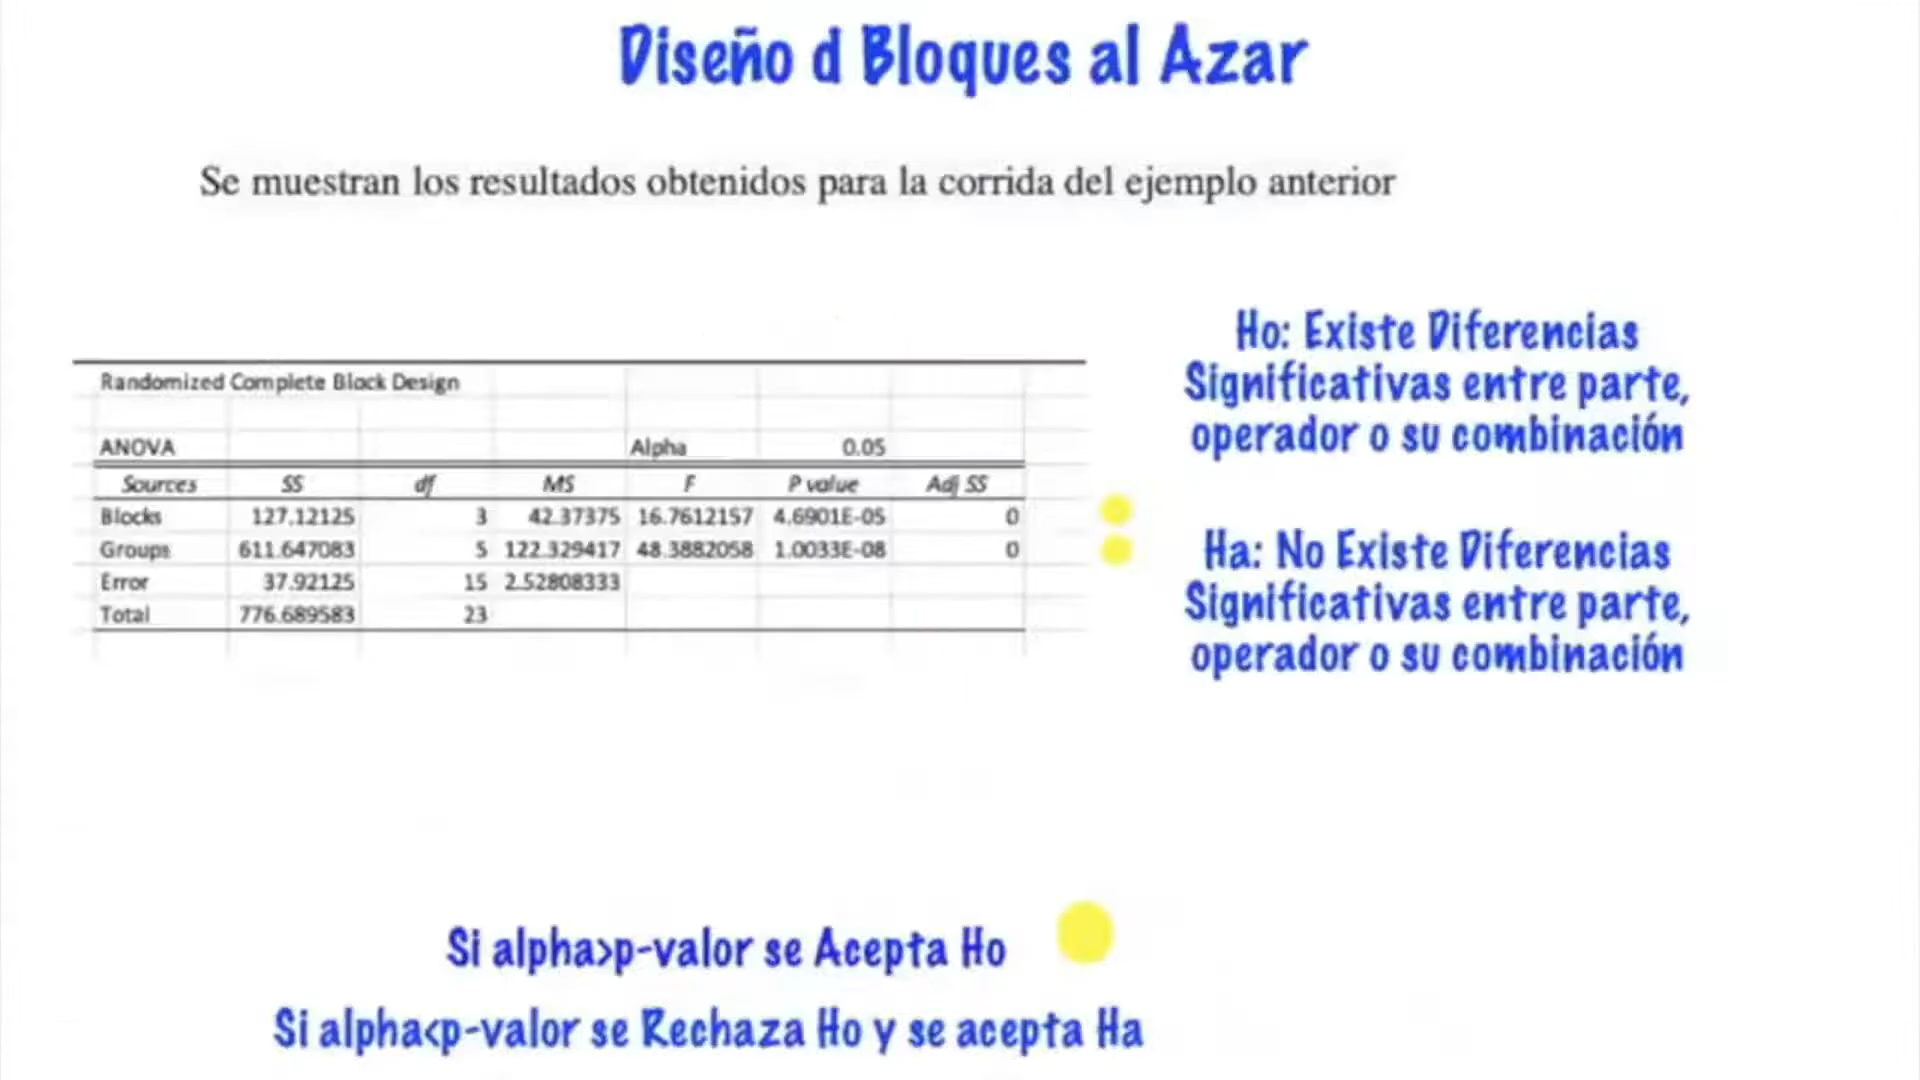 Diseño d Bloques al Azar
Se muestran los resultados obtenidos para la corrida del ejemplo anterior
Randomized Complete Block Design
ANOVA Alpha 0.05
Sources SS df MS F P value Adj SS
Blocks 127.12125 3 42.37375 16.7612157 4.6901E-05 0
Groups 611.647083 5 122.329417 48.3882058 1.0033E-08 0
Error 37.92125 15 2.52808333
Total 776.689583 23
Ho: Existe Diferencias
Significativas entre parte,
operador o su combinación
Ha: No Existe Diferencias
Significativas entre parte,
operador o su combinación
Si alpha>p-valor se Acepta Ho
Si alpha<p-valor se Rechaza Ho y se acepta Ha